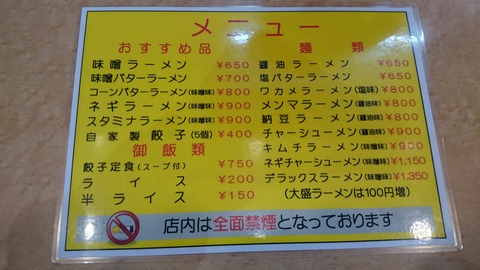 メニュー
おすすめ品
味噌ラーメン ¥650
味噌バターラーメン ¥700
コーンバターラーメン(味噌味) ¥800
ネギラーメン(味噌味) ¥900
スタミナラーメン(味噌味) ¥900
自家製餃子(5個) ¥400
御飯類
餃子定食(スープ付) ¥750
ライス ¥200
半ライス ¥150
麺類
醤油ラーメン ¥650
塩バターラーメン ¥650
ワカメラーメン(塩味) ¥800
メンマラーメン(醤油味) ¥800
納豆ラーメン(醤油味) ¥800
チャーシューメン(醤油味) ¥900
キムチラーメン(味噌味) ¥900
ネギチャーシューメン(味噌味) ¥1,150
デラックスラーメン(味噌味) ¥1,350
(大盛ラーメンは100円増)
店内は全面禁煙となっております